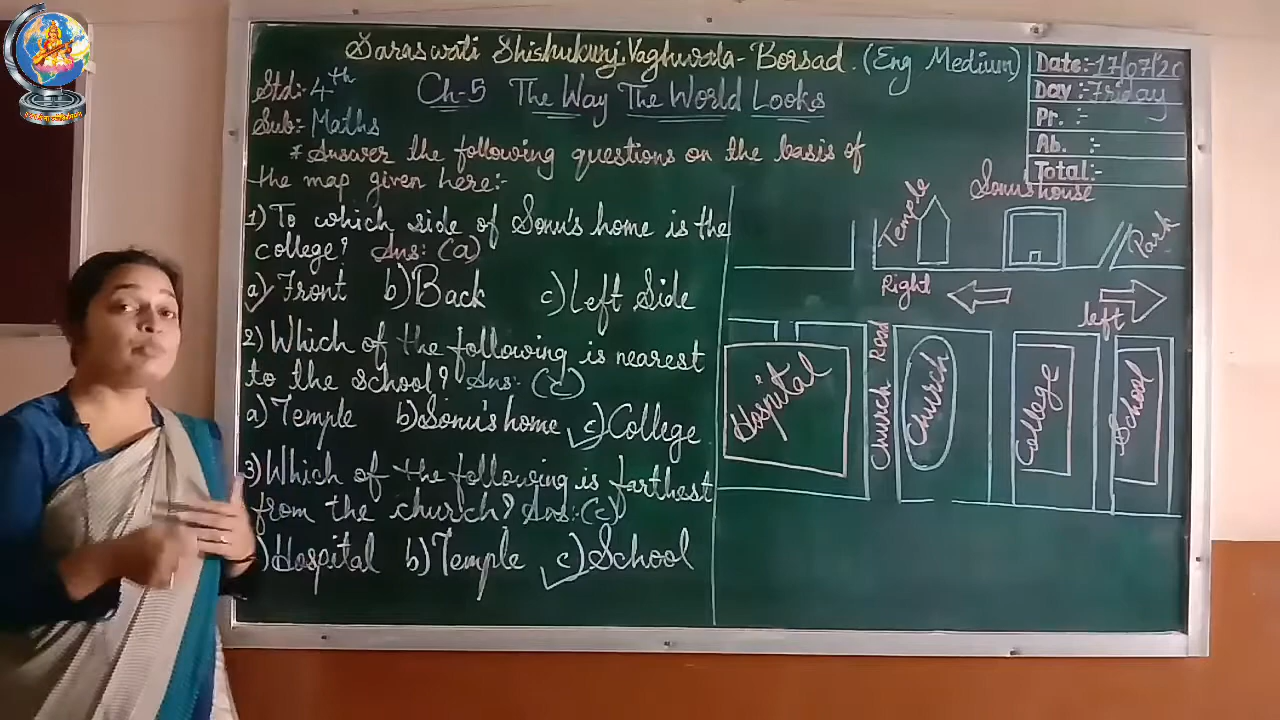 Saraswati Shishukunj, Vaghwala - Borsad. (Eng Medium)
Std:- 4th
Ch-5 The Way The World Looks
Sub:- Maths
Date:- 17/07/20
Day:- Friday
Pr. :-
Ab. :-
Total:-
* Answer the following questions on the basis of
the map given here:-
1) To which side of Sonu's home is the
college? Ans: (a)
a) Front b) Back c) Left Side
2) Which of the following is nearest
to the school? Ans: (c)
a) Temple b) Sonu's home c) College
3) Which of the following is farthest
from the church? Ans: (c)
) Hospital b) Temple c) School
Temple
Sonu's house
Park
Right
left
Hospital
Church Road
Church
College
School